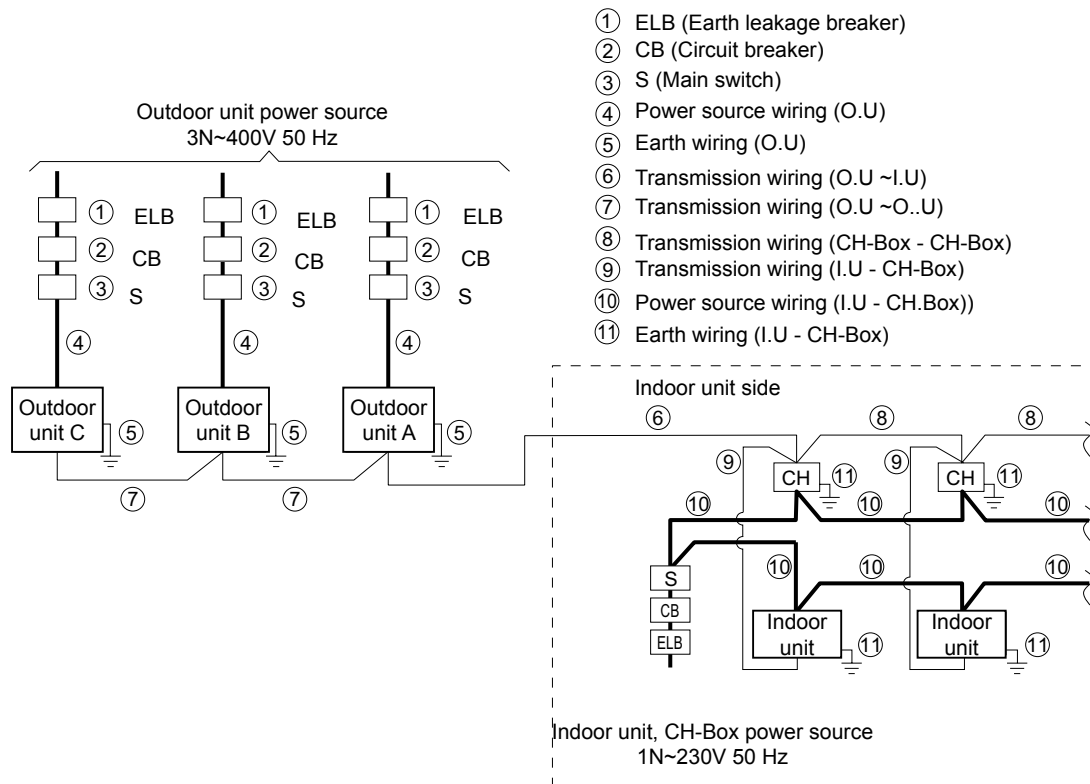 ① ELB (Earth leakage breaker)
② CB (Circuit breaker)
③ S (Main switch)
④ Power source wiring (O.U)
⑤ Earth wiring (O.U)
⑥ Transmission wiring (O.U ~I.U)
⑦ Transmission wiring (O.U ~O..U)
⑧ Transmission wiring (CH-Box - CH-Box)
⑨ Transmission wiring (I.U - CH-Box)
⑩ Power source wiring (I.U - CH.Box))
⑪ Earth wiring (I.U - CH-Box)
Outdoor unit power source
3N~400V 50 Hz
① ELB
② CB
③ S
④
① ELB
② CB
③ S
④
① ELB
② CB
③ S
④
Outdoor
unit C
⑤
Outdoor
unit B
⑤
Outdoor
unit A
⑤
⑦
⑦
Indoor unit side
⑥
⑧
⑧
⑨
CH
⑪
⑨
CH
⑪
⑩
⑩
⑩
S
CB
ELB
⑩
⑩
⑩
Indoor
unit
⑪
Indoor
unit
⑪
Indoor unit, CH-Box power source
1N~230V 50 Hz